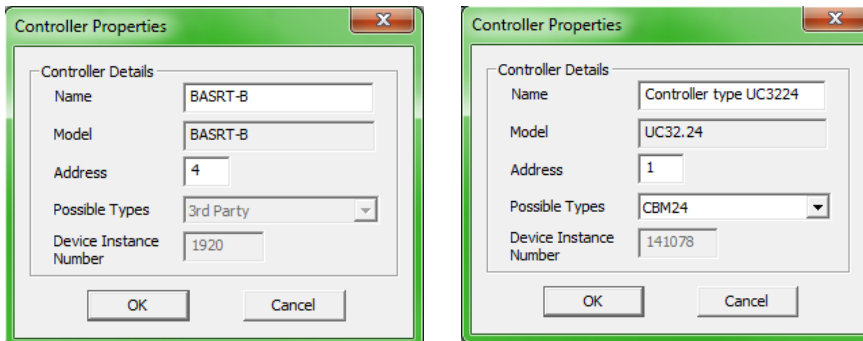 Controller Properties
Controller Details
Name BASRT-B
Model BASRT-B
Address 4
Possible Types 3rd Party
Device Instance Number 1920
OK Cancel
Controller Properties
Controller Details
Name Controller type UC3224
Model UC32.24
Address 1
Possible Types CBM24
Device Instance Number 141078
OK Cancel